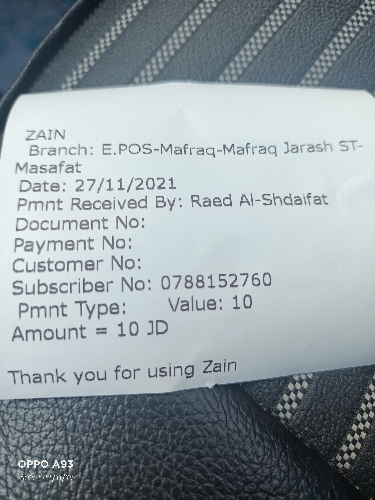 ZAIN
Branch: E.POS-Mafraq-Mafraq Jarash ST-
Masafat
Date: 27/11/2021
Pmnt Received By: Raed Al-Shdaifat
Document No:
Payment No:
Customer No:
Subscriber No: 0788152760
Pmnt Type: Value: 10
Amount = 10 JD
Thank you for using Zain
OPPO A93